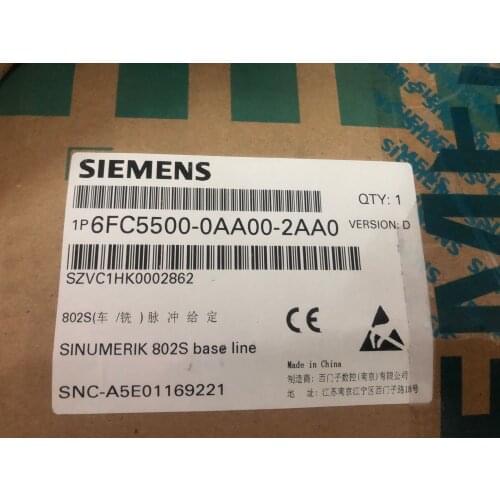 SIEMENS
QTY: 1
1P 6FC5500-0AA00-2AA0 VERSION: D
SZVC1HK0002862
802S(车 /铣 ) 脉 冲 给 定
CE
SINUMERIK 802S base line
Made in China
制造商: 西门子数控(南京)有限公司
SNC-A5E01169221
地 址: 江苏南京江宁区西门子路18号
SIEMENS